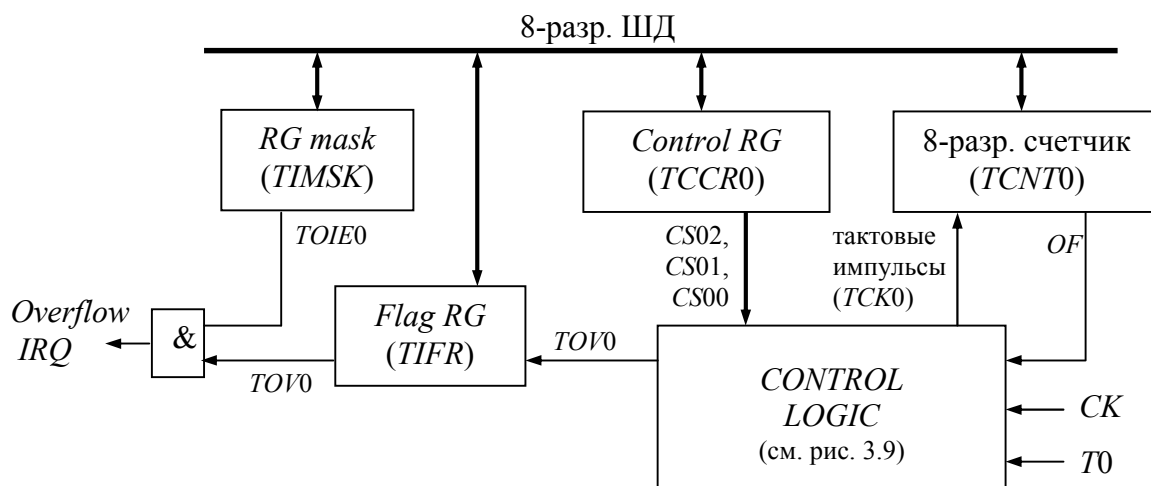 8-разр. ШД
RG mask
(TIMSK)
Control RG
(TCCR0)
8-разр. счетчик
(TCNT0)
TOIE0
CS02,
CS01,
CS00
тактовые
импульсы
(TCK0)
OF
Overflow
IRQ
&
Flag RG
(TIFR)
TOV0
TOV0
CONTROL
LOGIC
(см. рис. 3.9)
CK
T0